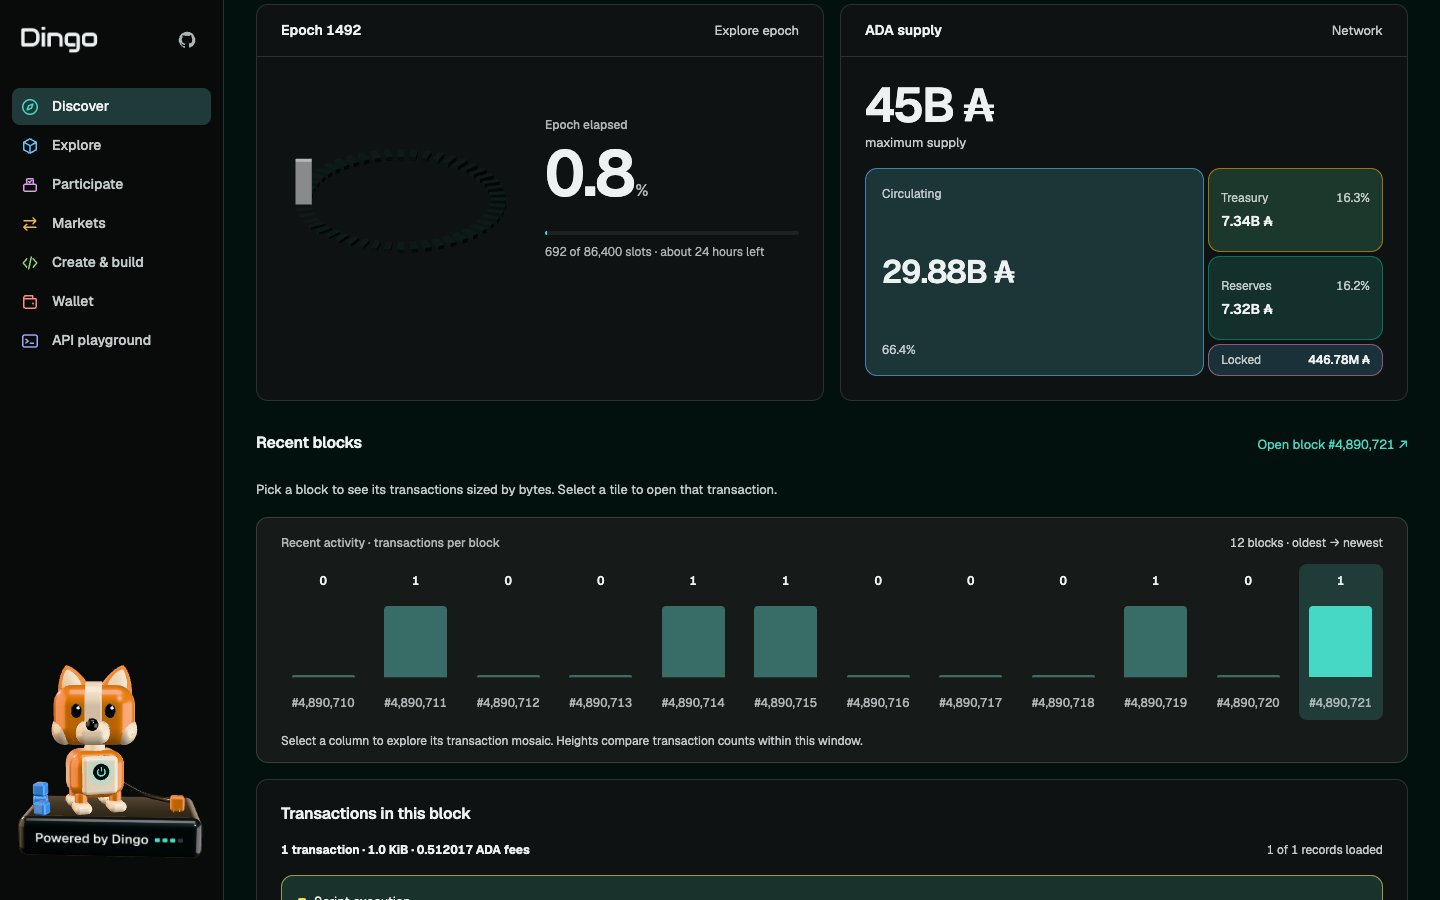 Dingo
Discover
Explore
Participate
Markets
Create & build
Wallet
API playground
Powered by Dingo
Epoch 1492
Explore epoch
Epoch elapsed
0.8%
692 of 86,400 slots · about 24 hours left
ADA supply
Network
45B ₳
maximum supply
Circulating
29.88B ₳
66.4%
Treasury 16.3%
7.34B ₳
Reserves 16.2%
7.32B ₳
Locked 446.78M ₳
Recent blocks
Open block #4,890,721 ↗
Pick a block to see its transactions sized by bytes. Select a tile to open that transaction.
Recent activity · transactions per block
12 blocks · oldest → newest
0 1 0 0 1 1 0 0 0 1 0 1
#4,890,710 #4,890,711 #4,890,712 #4,890,713 #4,890,714 #4,890,715 #4,890,716 #4,890,717 #4,890,718 #4,890,719 #4,890,720 #4,890,721
Select a column to explore its transaction mosaic. Heights compare transaction counts within this window.
Transactions in this block
1 transaction · 1.0 KiB · 0.512017 ADA fees
1 of 1 records loaded
Script execution